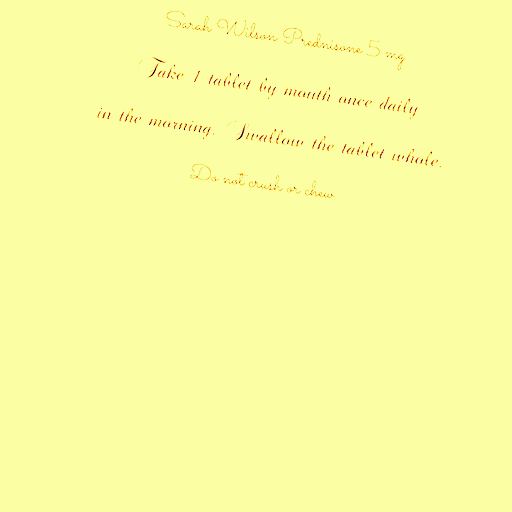 Sarah Wilson Prednisone 5 mg
Take 1 tablet by mouth once daily
in the morning. Swallow the tablet whole.
Do not crush or chew